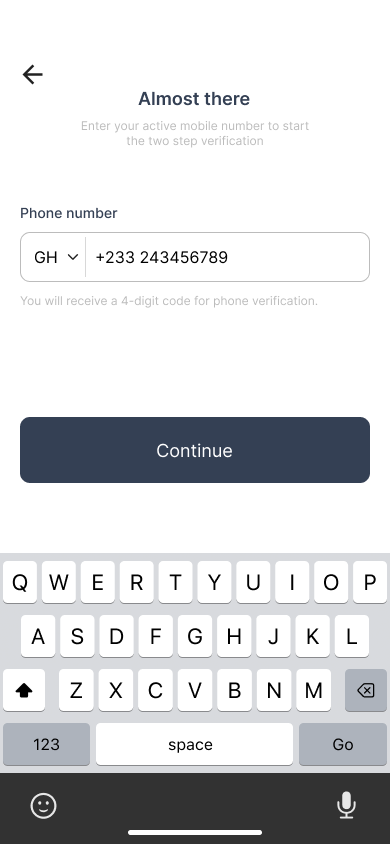 Almost there
Enter your active mobile number to start
the two step verification
Phone number
GH +233 243456789
You will receive a 4-digit code for phone verification.
Continue
Q W E R T Y U I O P
A S D F G H J K L
Z X C V B N M
123 space Go